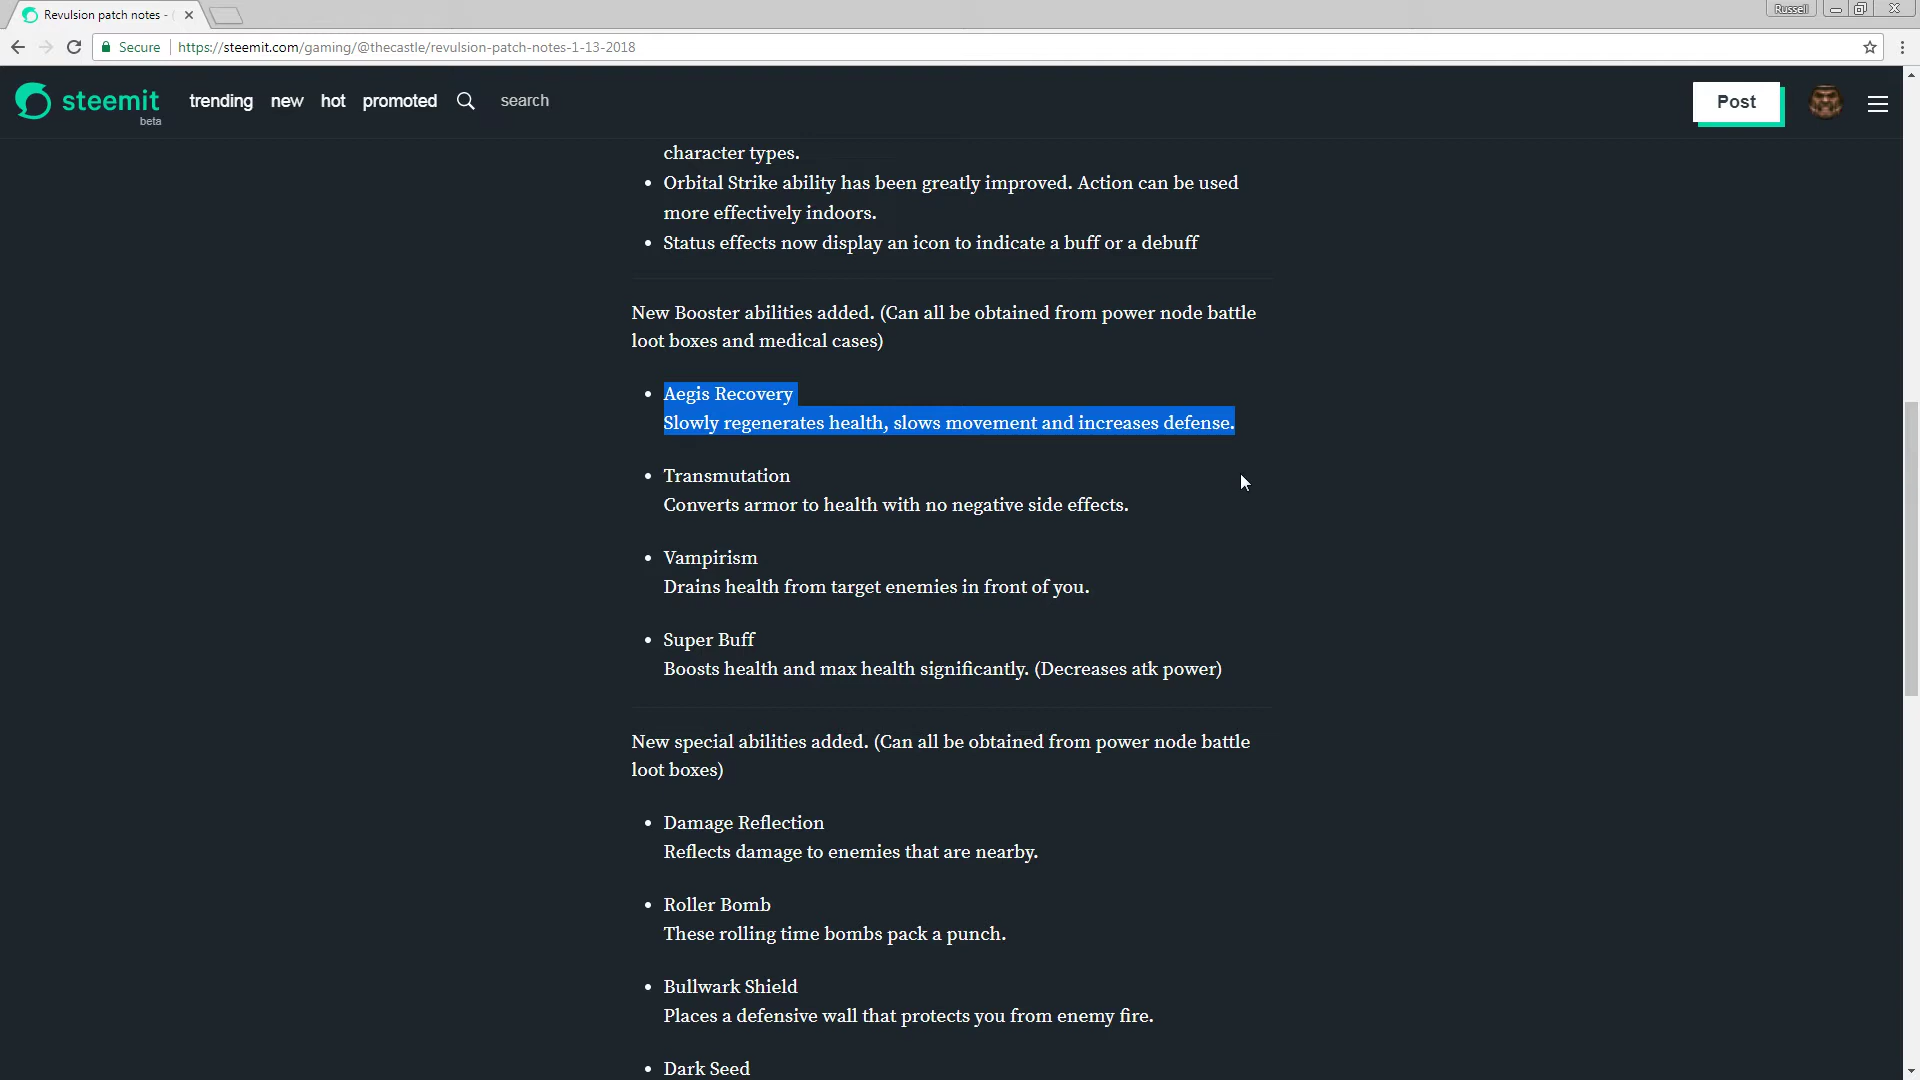 Revulsion patch notes -
Russell
Secure
https://steemit.com/gaming/@thecastle/revulsion-patch-notes-1-13-2018
steemit
beta
trending
new
hot
promoted
search
Post
character types.
Orbital Strike ability has been greatly improved. Action can be used
more effectively indoors.
Status effects now display an icon to indicate a buff or a debuff
New Booster abilities added. (Can all be obtained from power node battle
loot boxes and medical cases)
Aegis Recovery
Slowly regenerates health, slows movement and increases defense.
Transmutation
Converts armor to health with no negative side effects.
Vampirism
Drains health from target enemies in front of you.
Super Buff
Boosts health and max health significantly. (Decreases atk power)
New special abilities added. (Can all be obtained from power node battle
loot boxes)
Damage Reflection
Reflects damage to enemies that are nearby.
Roller Bomb
These rolling time bombs pack a punch.
Bullwark Shield
Places a defensive wall that protects you from enemy fire.
Dark Seed